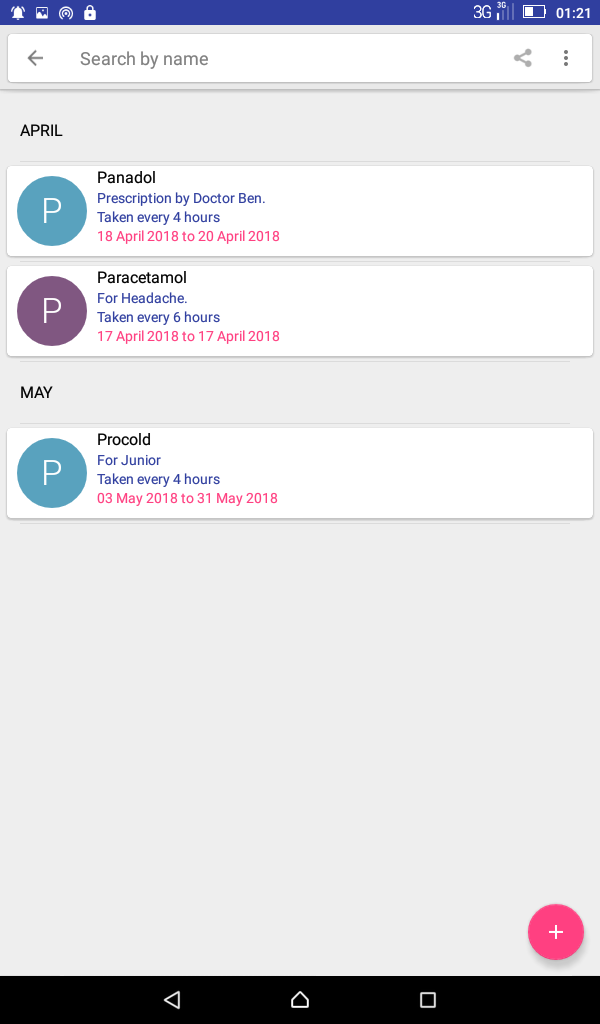 3G 3G 01:21
Search by name
APRIL
P
Panadol
Prescription by Doctor Ben.
Taken every 4 hours
18 April 2018 to 20 April 2018
P
Paracetamol
For Headache.
Taken every 6 hours
17 April 2018 to 17 April 2018
MAY
P
Procold
For Junior
Taken every 4 hours
03 May 2018 to 31 May 2018
+